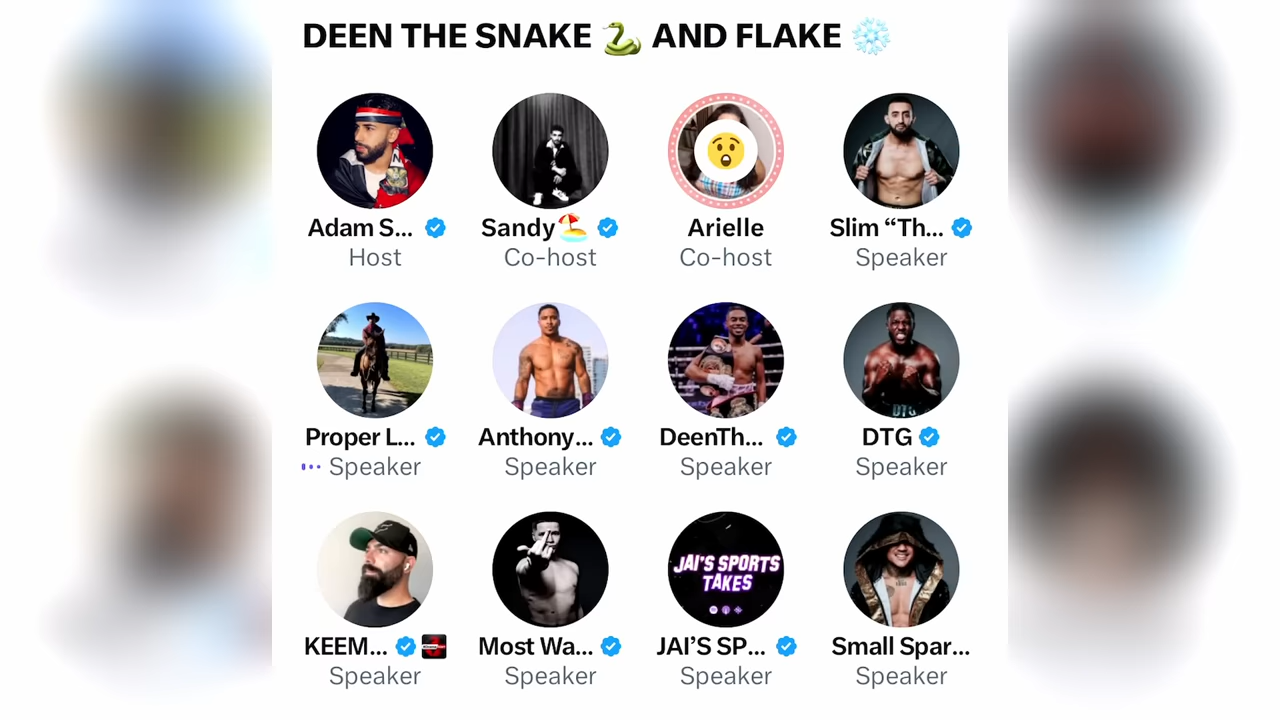 DEEN THE SNAKE 🐍 AND FLAKE ❄️
Adam S... Sandy🏖️ Arielle Slim “Th...
Host Co-host Co-host Speaker
Proper L... Anthony... DeenTh... DTG
Speaker Speaker Speaker Speaker
DTG
JAI'S SPORTS
TAKES
KEEM... Most Wa... JAI’S SP... Small Spar...
Speaker Speaker Speaker Speaker